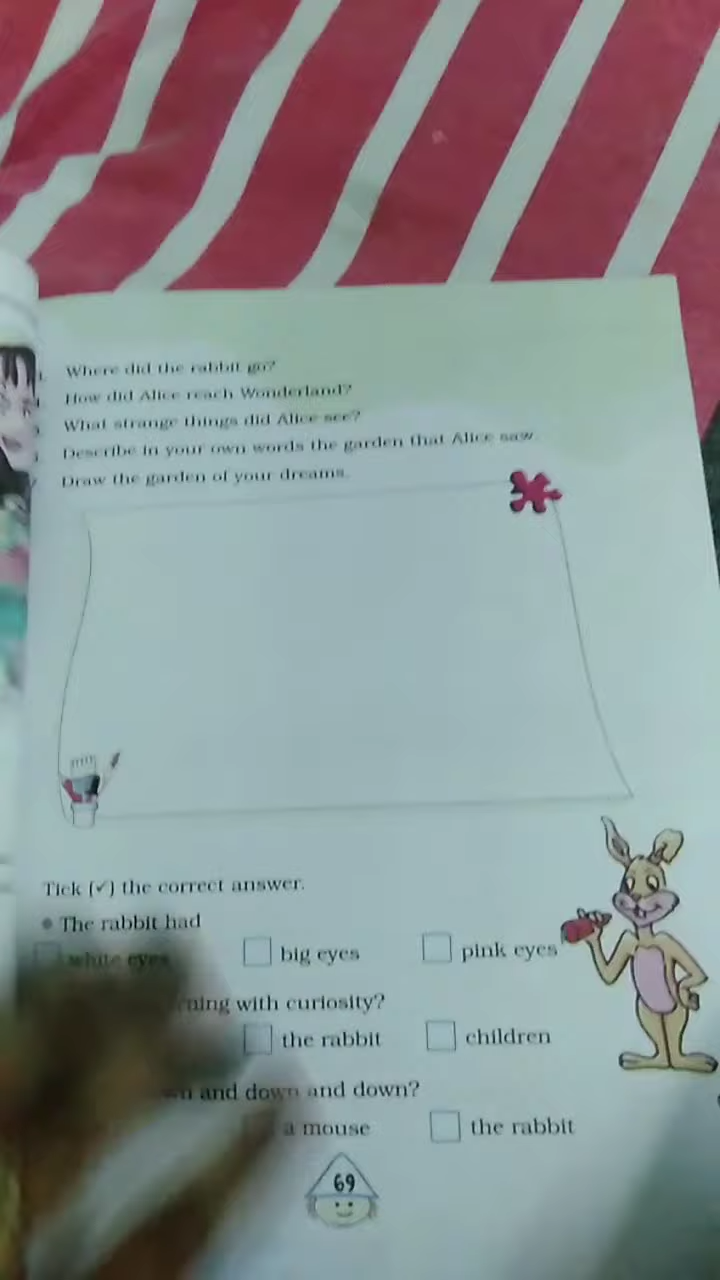 Where did the rabbit go?
How did Alice reach Wonderland?
What strange things did Alice see?
Describe in your own words the garden that Alice saw.
Draw the garden of your dreams.
Tick (✓) the correct answer.
• The rabbit had
white eyes big eyes pink eyes
with curiosity?
the rabbit children
and down and down?
a mouse the rabbit
69